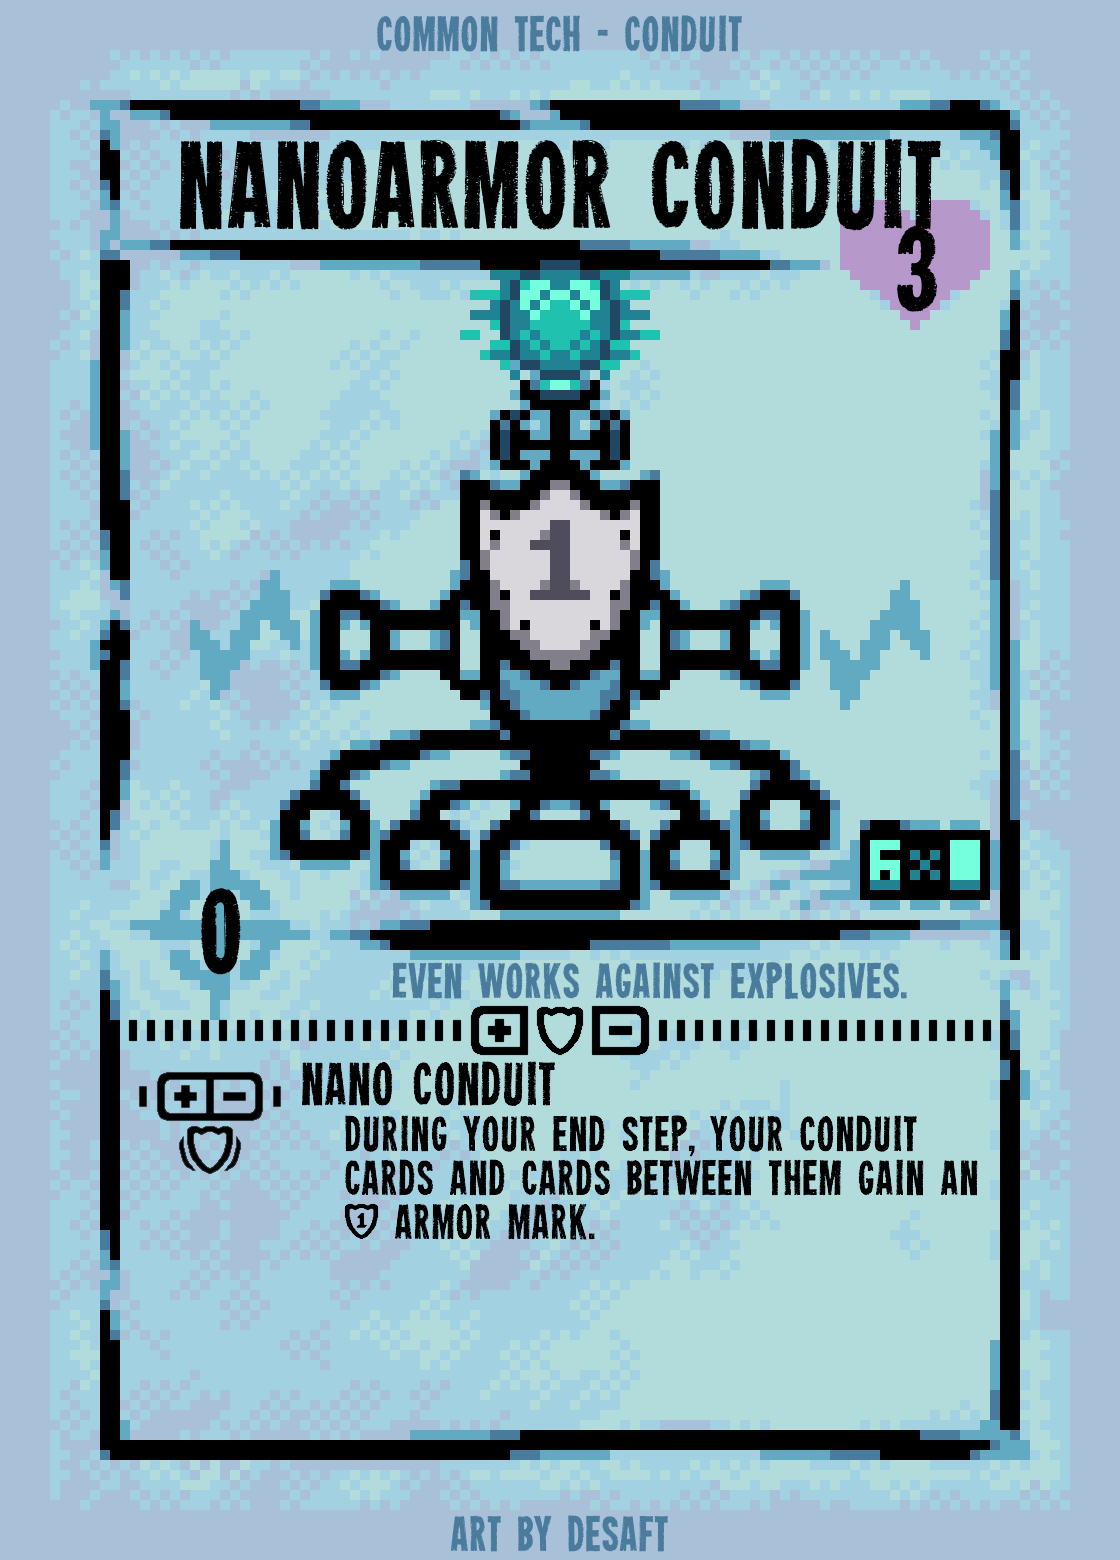 COMMON TECH - CONDUIT
NANOARMOR CONDUIT
3
1
6X
0
EVEN WORKS AGAINST EXPLOSIVES.
NANO CONDUIT
DURING YOUR END STEP, YOUR CONDUIT
CARDS AND CARDS BETWEEN THEM GAIN AN
1 ARMOR MARK.
ART BY DESAFT